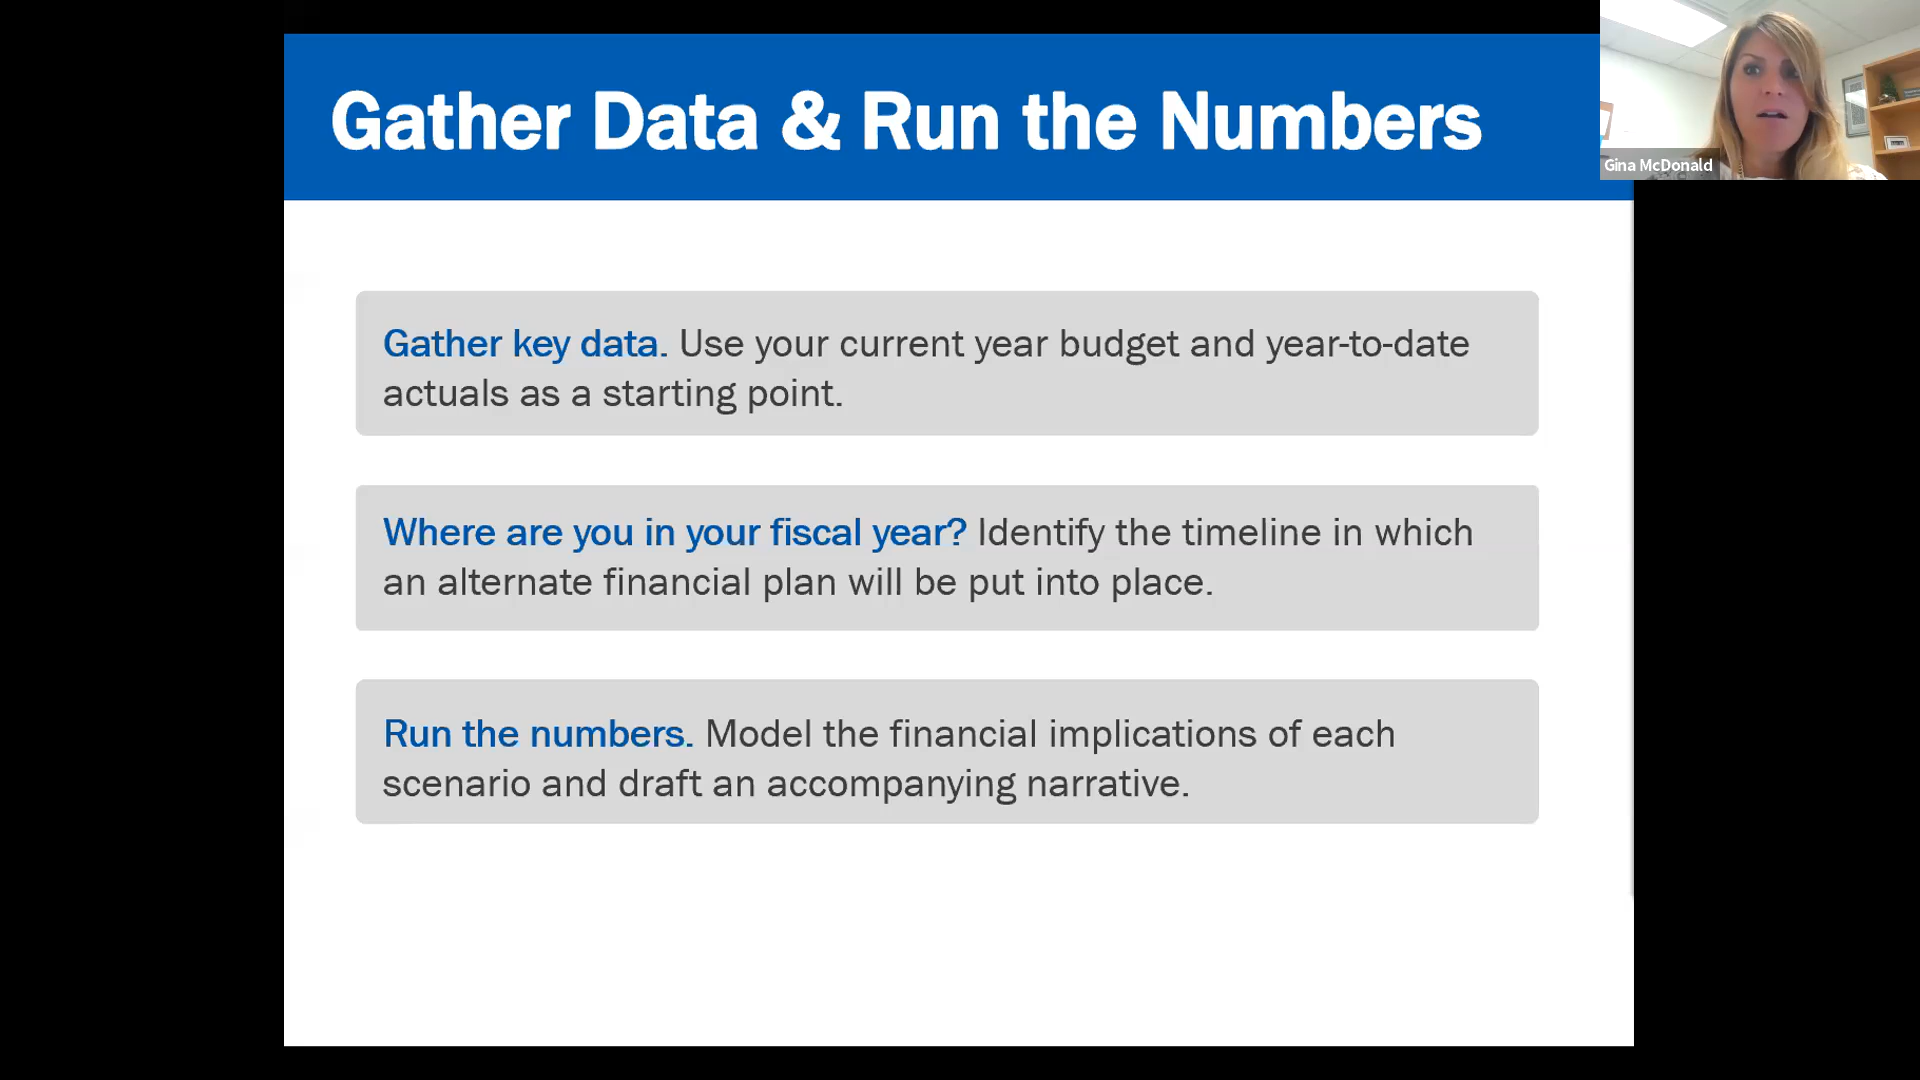 Gather Data & Run the Numbers
Gina McDonald
Gather key data. Use your current year budget and year-to-date
actuals as a starting point.
Where are you in your fiscal year? Identify the timeline in which
an alternate financial plan will be put into place.
Run the numbers. Model the financial implications of each
scenario and draft an accompanying narrative.